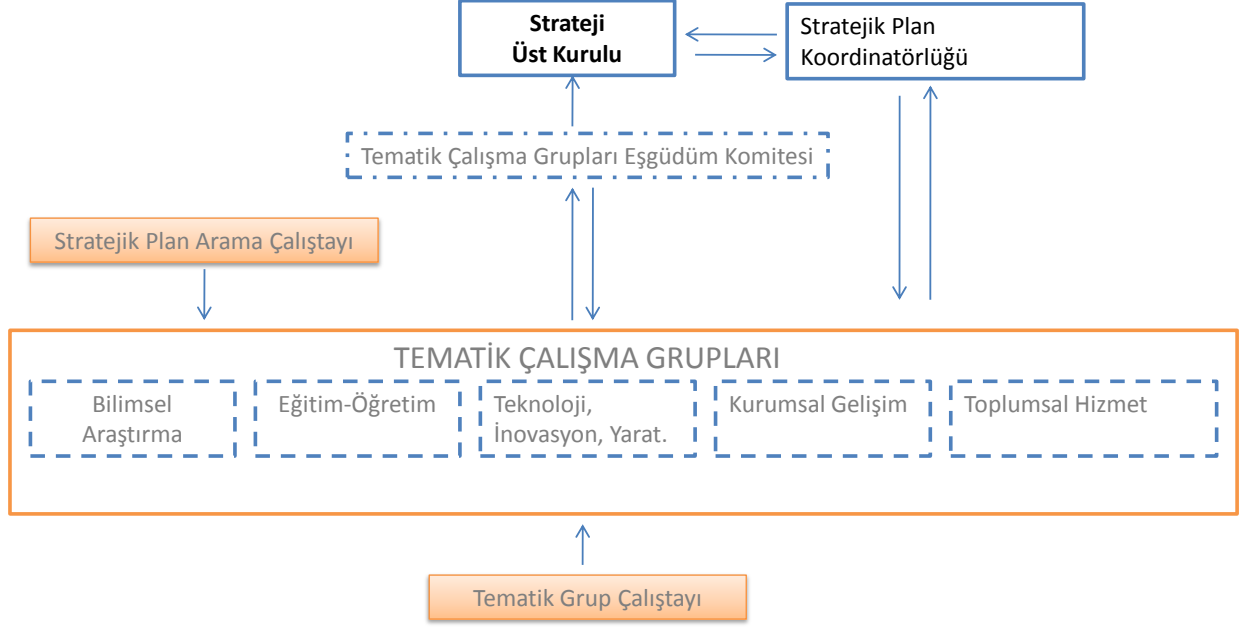 Strateji
Üst Kurulu
Stratejik Plan
Koordinatörlüğü
Tematik Çalışma Grupları Eşgüdüm Komitesi
Stratejik Plan Arama Çalıştayı
TEMATİK ÇALIŞMA GRUPLARI
Bilimsel
Araştırma
Eğitim-Öğretim
Teknoloji,
İnovasyon, Yarat.
Kurumsal Gelişim
Toplumsal Hizmet
Tematik Grup Çalıştayı